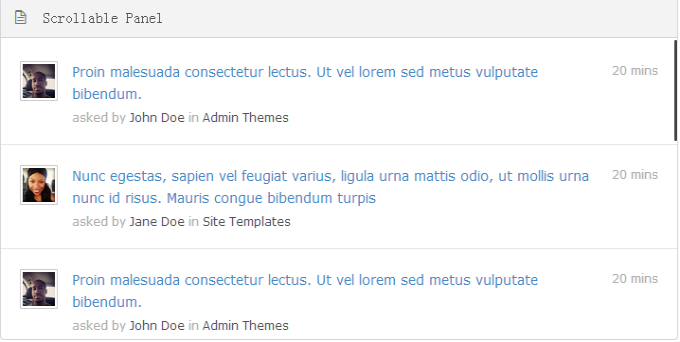 Scrollable Panel
Proin malesuada consectetur lectus. Ut vel lorem sed metus vulputate
bibendum.
20 mins
asked by John Doe in Admin Themes
Nunc egestas, sapien vel feugiat varius, ligula urna mattis odio, ut mollis urna
nunc id risus. Mauris congue bibendum turpis
20 mins
asked by Jane Doe in Site Templates
Proin malesuada consectetur lectus. Ut vel lorem sed metus vulputate
bibendum.
20 mins
asked by John Doe in Admin Themes